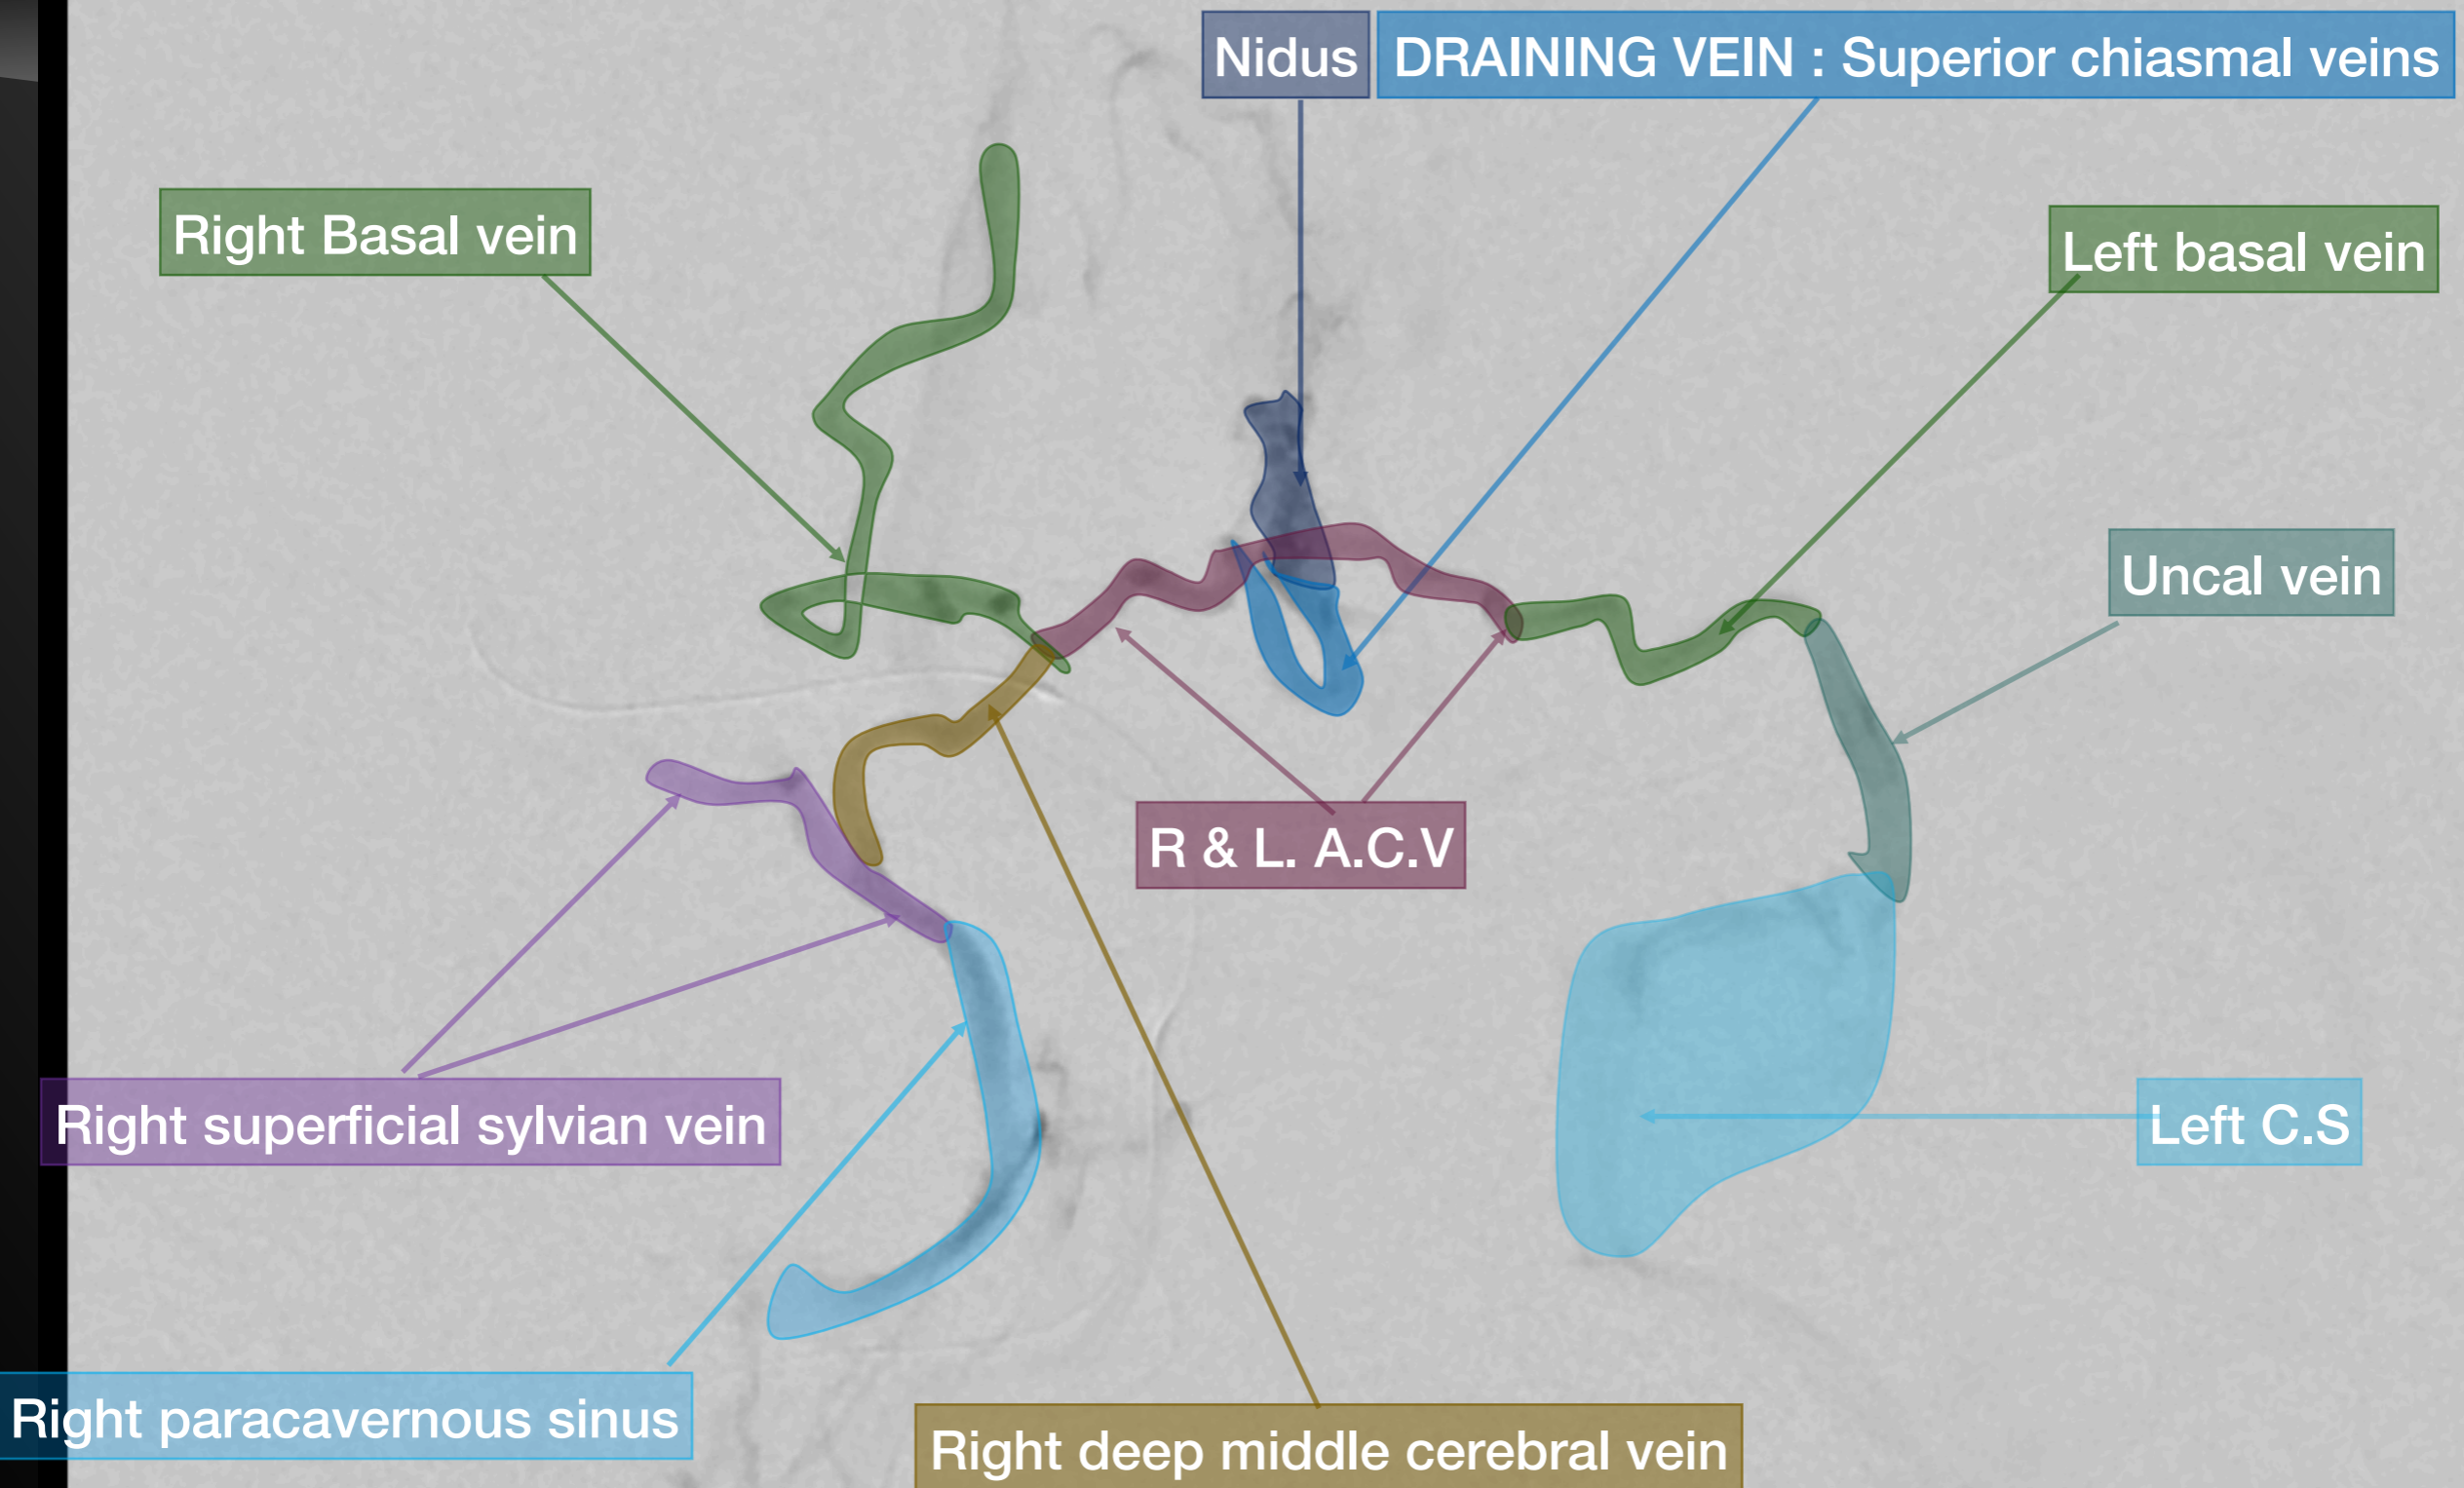 Nidus
DRAINING VEIN : Superior chiasmal veins
Right Basal vein
Left basal vein
Uncal vein
R & L. A.C.V
Right superficial sylvian vein
Left C.S
Right paracavernous sinus
Right deep middle cerebral vein